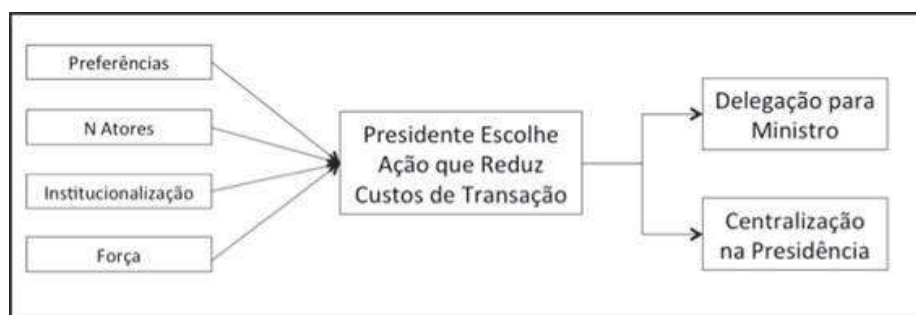 Preferências
N Atores
Institucionalização
Força
Presidente Escolhe
Ação que Reduz
Custos de Transação
Delegação para
Ministro
Centralização
na Presidência